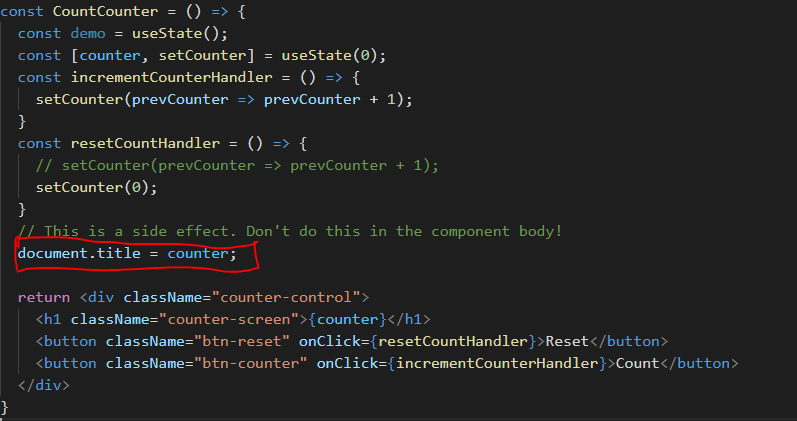 const CountCounter = () => {
  const demo = useState();
  const [counter, setCounter] = useState(0);
  const incrementCounterHandler = () => {
    setCounter(prevCounter => prevCounter + 1);
  }
  const resetCountHandler = () => {
    // setCounter(prevCounter => prevCounter + 1);
    setCounter(0);
  }
  // This is a side effect. Don't do this in the component body!
  document.title = counter;
  return <div className="counter-control">
    <h1 className="counter-screen">{counter}</h1>
    <button className="btn-reset" onClick={resetCountHandler}>Reset</button>
    <button className="btn-counter" onClick={incrementCounterHandler}>Count</button>
  </div>
}